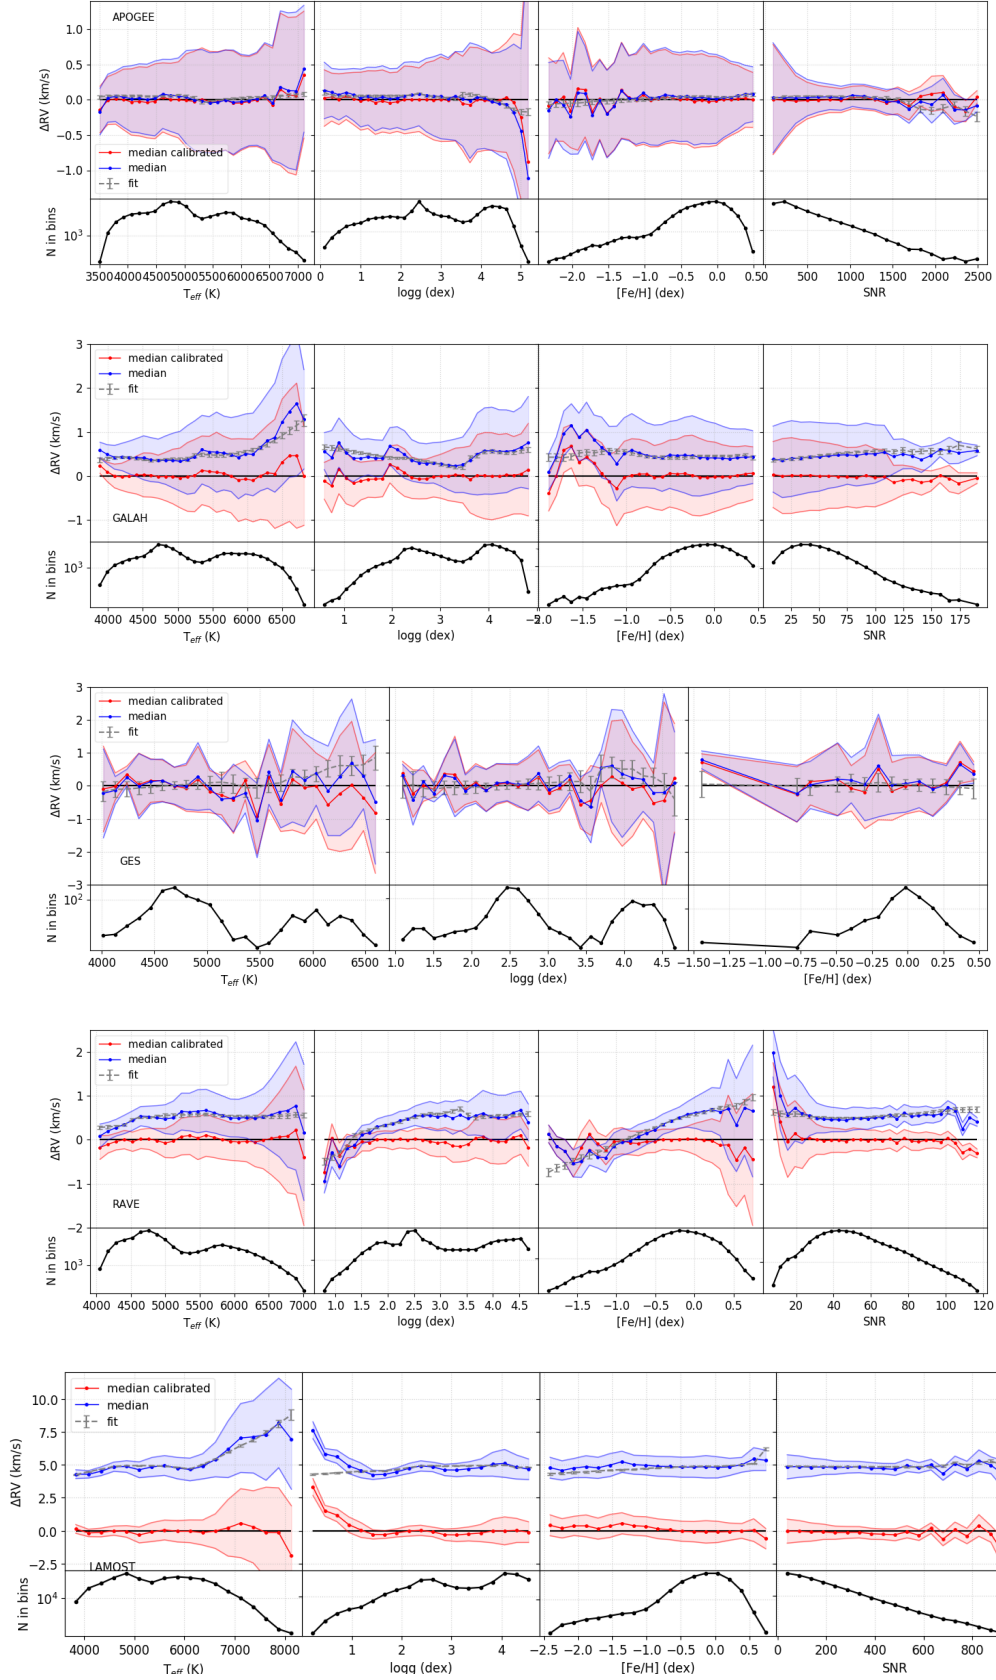 APOGEE
1.0
0.5
0.0
−0.5
−1.0
ΔRV (km/s)
median calibrated
median
fit
N in bins
10³
3500 4000 4500 5000 5500 6000 6500 7000
T_eff (K)
0 1 2 3 4 5
logg (dex)
−2.0 −1.5 −1.0 −0.5 0.0 0.5
[Fe/H] (dex)
0 500 1000 1500 2000 2500
SNR
3
2
1
0
−1
ΔRV (km/s)
median calibrated
median
fit
GALAH
N in bins
10³
4000 4500 5000 5500 6000 6500
T_eff (K)
1 2 3 4
logg (dex)
−1.5 −1.0 −0.5 0.0 0.5
[Fe/H] (dex)
25 50 75 100 125 150 175
SNR
3
2
1
0
−1
−2
−3
ΔRV (km/s)
median calibrated
median
fit
GES
N in bins
10²
4000 4500 5000 5500 6000 6500
T_eff (K)
1.0 1.5 2.0 2.5 3.0 3.5 4.0 4.5
logg (dex)
−1.50 −1.25 −1.00 −0.75 −0.50 −0.25 0.00 0.25 0.50
[Fe/H] (dex)
2
1
0
−1
−2
ΔRV (km/s)
median calibrated
median
fit
RAVE
N in bins
10³
4000 4500 5000 5500 6000 6500 7000
T_eff (K)
1.0 1.5 2.0 2.5 3.0 3.5 4.0 4.5
logg (dex)
−1.5 −1.0 −0.5 0.0 0.5
[Fe/H] (dex)
20 40 60 80 100 120
SNR
10.0
7.5
5.0
2.5
0.0
−2.5
ΔRV (km/s)
median calibrated
median
fit
LAMOST
N in bins
10⁴
4000 5000 6000 7000 8000
T_eff (K)
1 2 3 4
logg (dex)
−2.0 −1.5 −1.0 −0.5 0.0 0.5
[Fe/H] (dex)
0 200 400 600 800
SNR